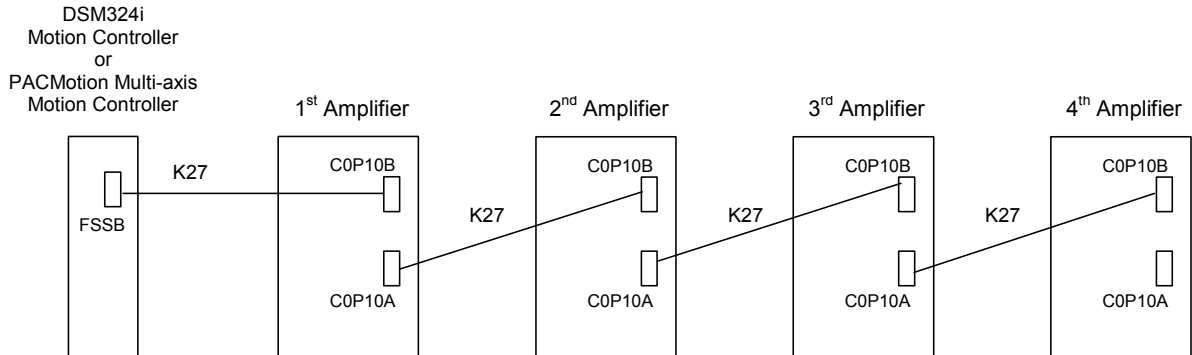 DSM324i
Motion Controller
or
PACMotion Multi-axis
Motion Controller
1st Amplifier
2nd Amplifier
3rd Amplifier
4th Amplifier
C0P10B
C0P10B
C0P10B
C0P10B
K27
K27
K27
K27
FSSB
C0P10A
C0P10A
C0P10A
C0P10A